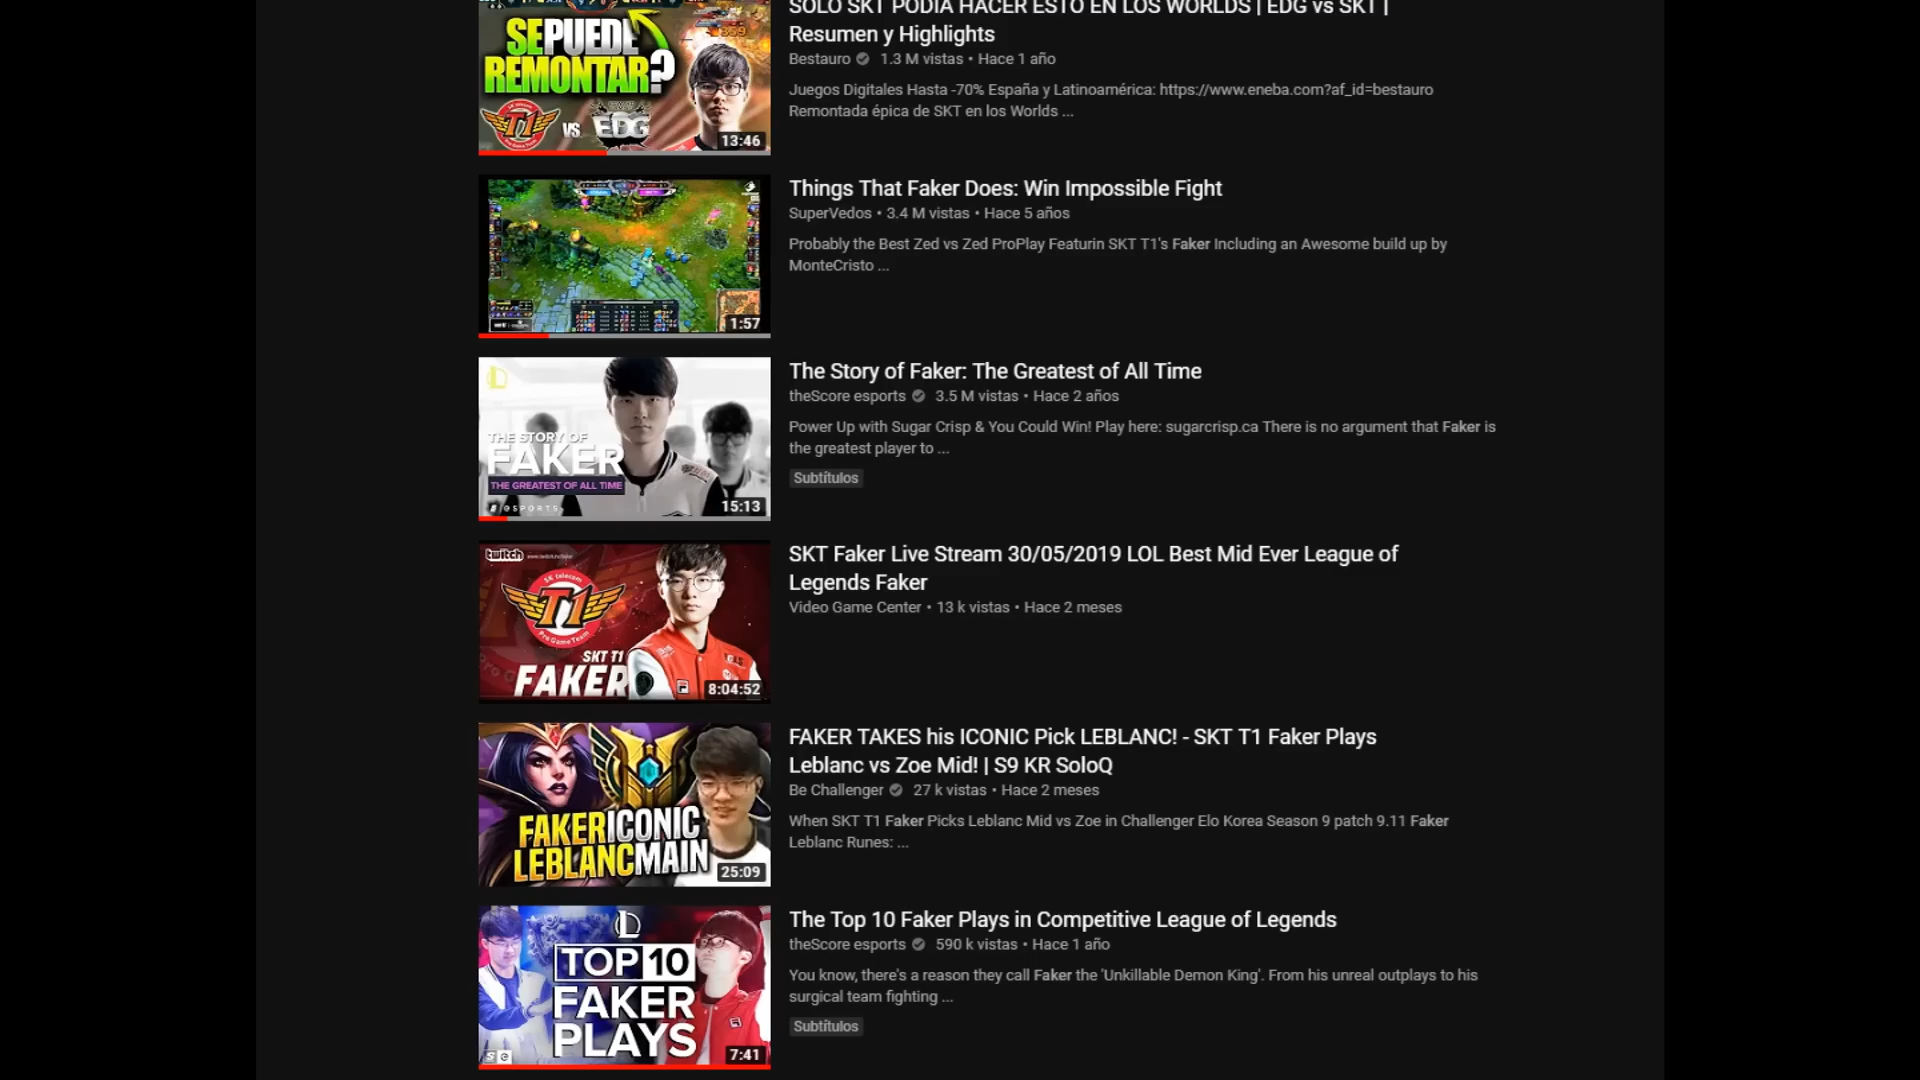 SOLO SKT PODÍA HACER ESTO EN LOS WORLDS | EDG vs SKT |
Resumen y Highlights
Bestauro 1.3 M vistas • Hace 1 año
Juegos Digitales Hasta -70% España y Latinoamérica: https://www.eneba.com?af_id=bestauro
Remontada épica de SKT en los Worlds ...
SE PUEDE
REMONTAR?
T1 VS EDG
13:46
Things That Faker Does: Win Impossible Fight
SuperVedos • 3.4 M vistas • Hace 5 años
Probably the Best Zed vs Zed ProPlay Featurin SKT T1's Faker Including an Awesome build up by
MonteCristo ...
1:57
The Story of Faker: The Greatest of All Time
theScore esports 3.5 M vistas • Hace 2 años
Power Up with Sugar Crisp & You Could Win! Play here: sugarcrisp.ca There is no argument that Faker is
the greatest player to ...
Subtítulos
THE STORY OF
FAKER
THE GREATEST OF ALL TIME
ESPORTS
15:13
SKT Faker Live Stream 30/05/2019 LOL Best Mid Ever League of
Legends Faker
Video Game Center • 13 k vistas • Hace 2 meses
twitch
SK telecom
T1
Pro Game Team
SKT T1
FAKER
8:04:52
FAKER TAKES his ICONIC Pick LEBLANC! - SKT T1 Faker Plays
Leblanc vs Zoe Mid! | S9 KR SoloQ
Be Challenger 27 k vistas • Hace 2 meses
When SKT T1 Faker Picks Leblanc Mid vs Zoe in Challenger Elo Korea Season 9 patch 9.11 Faker
Leblanc Runes: ...
FAKER ICONIC
LEBLANC MAIN
25:09
The Top 10 Faker Plays in Competitive League of Legends
theScore esports 590 k vistas • Hace 1 año
You know, there's a reason they call Faker the 'Unkillable Demon King'. From his unreal outplays to his
surgical team fighting ...
Subtítulos
TOP 10
FAKER
PLAYS
7:41